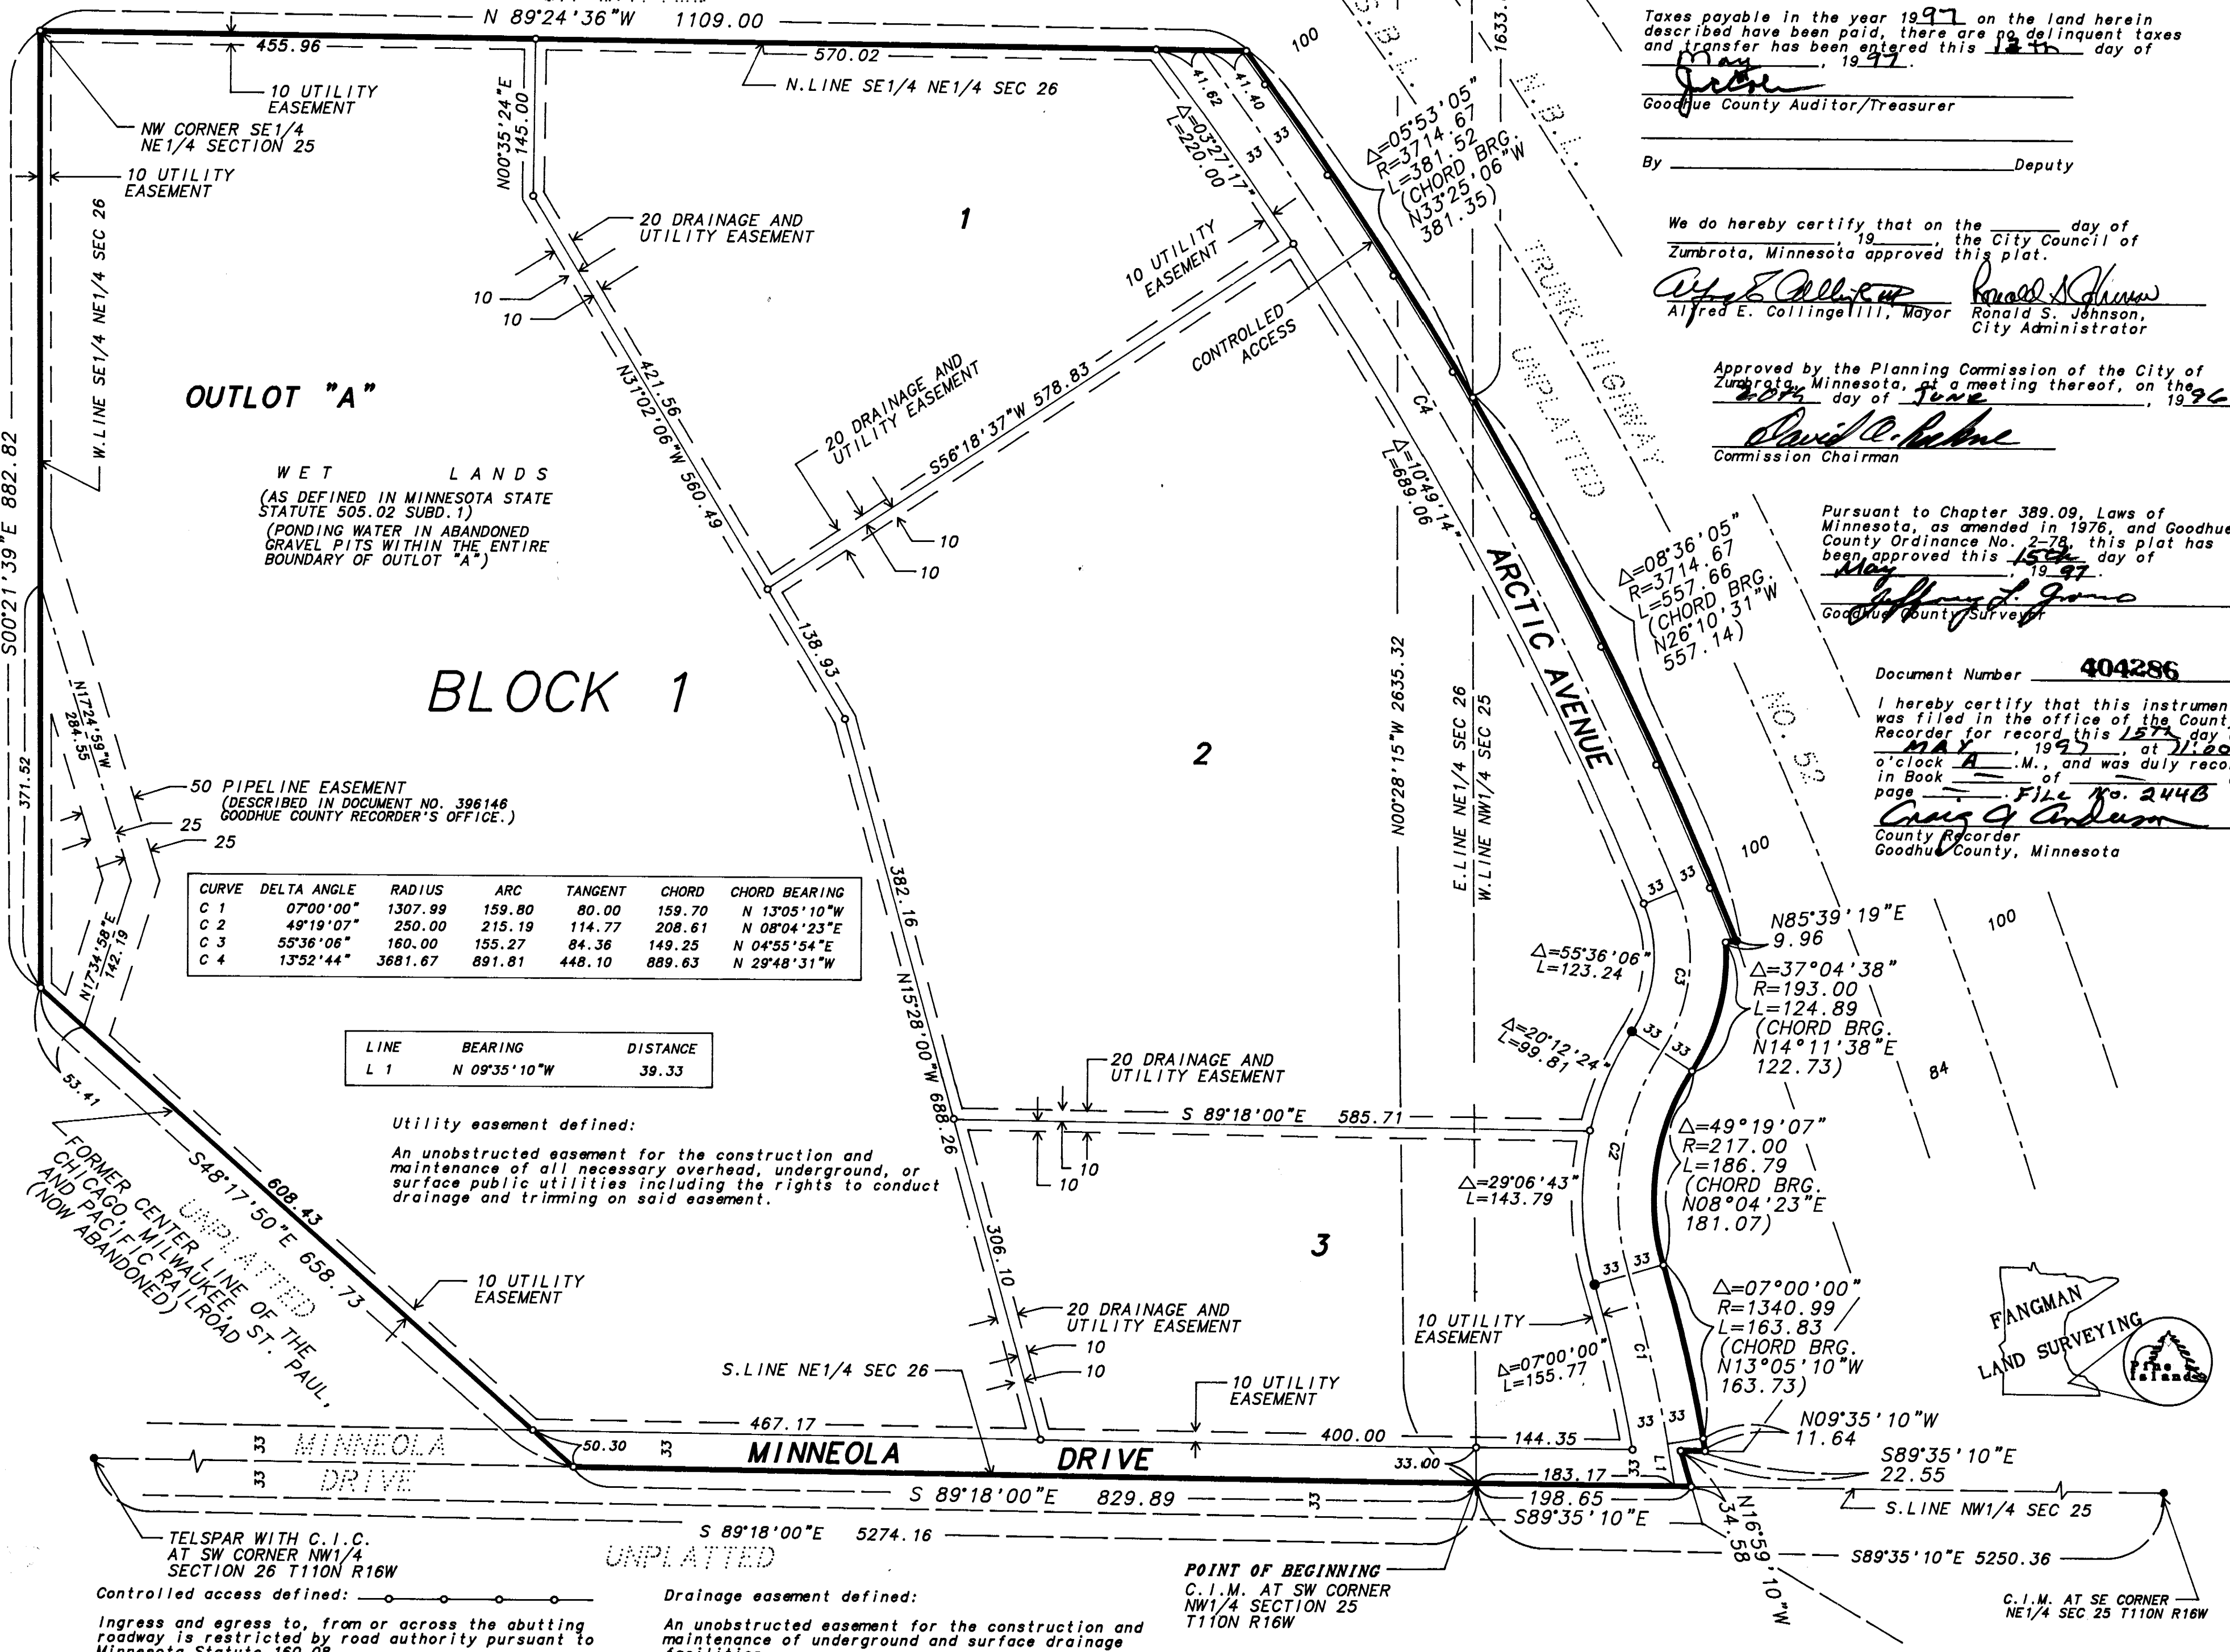 N 89°24'36"W 1109.00
455.96
570.02
10 UTILITY
EASEMENT
N.LINE SE1/4 NE1/4 SEC 26
NW CORNER SE1/4
NE1/4 SECTION 25
10 UTILITY
EASEMENT
W.LINE SE1/4 NE1/4 SEC 26
S00°21'39"E 882.82
N00°35'24"E
145.00
20 DRAINAGE AND
UTILITY EASEMENT
10
10
1
41.62
41.40
33
33
Δ=03°27'17"
L=220.00
10 UTILITY
EASEMENT
CONTROLLED
ACCESS
100
S.B.L.
N.B.L.
1633.
Δ=05°53'05"
R=3714.67
L=381.52
(CHORD BRG.
N33°25'06"W
381.35)
TRUNK HIGHWAY
UNPLATTED
NO. 52
OUTLOT "A"
WET LANDS
(AS DEFINED IN MINNESOTA STATE
STATUTE 505.02 SUBD.1)
(PONDING WATER IN ABANDONED
GRAVEL PITS WITHIN THE ENTIRE
BOUNDARY OF OUTLOT "A")
421.56
N31°02'06"W 560.49
138.93
20 DRAINAGE AND
UTILITY EASEMENT
S56°18'37"W 578.83
10
10
C4
Δ=10°49'14"
L=689.06
ARCTIC AVENUE
Δ=08°36'05"
R=3714.67
L=557.66
(CHORD BRG.
N26°10'31"W
557.14)
BLOCK 1
2
N00°28'15"W 2635.32
E.LINE NE1/4 SEC 26
W.LINE NW1/4 SEC 25
371.52
N17°24'59"W
284.55
50 PIPELINE EASEMENT
(DESCRIBED IN DOCUMENT NO. 396146
GOODHUE COUNTY RECORDER'S OFFICE.)
25
25
N17°34'58"E
142.19
CURVE DELTA ANGLE RADIUS ARC TANGENT CHORD CHORD BEARING
C 1 07°00'00" 1307.99 159.80 80.00 159.70 N 13°05'10"W
C 2 49°19'07" 250.00 215.19 114.77 208.61 N 08°04'23"E
C 3 55°36'06" 160.00 155.27 84.36 149.25 N 04°55'54"E
C 4 13°52'44" 3681.67 891.81 448.10 889.63 N 29°48'31"W
LINE BEARING DISTANCE
L 1 N 09°35'10"W 39.33
Utility easement defined:
An unobstructed easement for the construction and
maintenance of all necessary overhead, underground, or
surface public utilities including the rights to conduct
drainage and trimming on said easement.
382.16
N15°28'00"W 688.26
306.10
20 DRAINAGE AND
UTILITY EASEMENT
S 89°18'00"E 585.71
10
10
33
33
Δ=55°36'06"
L=123.24
C3
100
100
84
N85°39'19"E
9.96
Δ=37°04'38"
R=193.00
L=124.89
(CHORD BRG.
N14°11'38"E
122.73)
33
33
Δ=20°12'24"
L=99.81
C2
Δ=49°19'07"
R=217.00
L=186.79
(CHORD BRG.
N08°04'23"E
181.07)
Δ=29°06'43"
L=143.79
3
33
33
Δ=07°00'00"
R=1340.99
L=163.83
(CHORD BRG.
N13°05'10"W
163.73)
10 UTILITY
EASEMENT
Δ=07°00'00"
L=155.77
C1
53.41
608.43
S48°17'50"E 658.73
UNPLATTED
FORMER CENTER LINE OF THE
CHICAGO, MILWAUKEE, ST. PAUL,
AND PACIFIC RAILROAD
(NOW ABANDONED)
10 UTILITY
EASEMENT
20 DRAINAGE AND
UTILITY EASEMENT
10
10
S.LINE NE1/4 SEC 26
10 UTILITY
EASEMENT
467.17
400.00
144.35
33
33
33
L1
N09°35'10"W
11.64
S89°35'10"E
22.55
S.LINE NW1/4 SEC 25
MINNEOLA
DRIVE
33
33
50.30
33
MINNEOLA DRIVE
33.00
183.17
198.65
S89°35'10"E
S 89°18'00"E 829.89
33
N16°59'10"W
34.58
S 89°18'00"E 5274.16
S89°35'10"E 5250.36
UNPLATTED
TELSPAR WITH C.I.C.
AT SW CORNER NW1/4
SECTION 26 T110N R16W
POINT OF BEGINNING
C.I.M. AT SW CORNER
NW1/4 SECTION 25
T110N R16W
C.I.M. AT SE CORNER
NE1/4 SEC 25 T110N R16W
Controlled access defined:
Ingress and egress to, from or across the abutting
roadway is restricted by road authority pursuant to
Minnesota Statute 160.08
Drainage easement defined:
An unobstructed easement for the construction and
maintenance of underground and surface drainage
Taxes payable in the year 1997 on the land herein
described have been paid, there are no delinquent taxes
and transfer has been entered this 12th day of
May, 1997.
Goodhue County Auditor/Treasurer
By Deputy
We do hereby certify that on the day of
, 19 , the City Council of
Zumbrota, Minnesota approved this plat.
Ronald S Johnson
Alfred E. Collinge III, Mayor Ronald S. Johnson,
City Administrator
Approved by the Planning Commission of the City of
Zumbrota, Minnesota, at a meeting thereof, on the
20th day of JUNE, 1996
Commission Chairman
Pursuant to Chapter 389.09, Laws of
Minnesota, as amended in 1976, and Goodhue
County Ordinance No. 2-78, this plat has
been approved this 15th day of
May, 1997.
Goodhue County Surveyor
Document Number 404286
I hereby certify that this instrumen
was filed in the office of the Count
Recorder for record this 15Th day
MAY, 1997, at 11:00
o'clock A .M., and was duly reco
in Book — of —
page —. FiLe No. 244B
Craig A Anderson
County Recorder
Goodhue County, Minnesota
FANGMAN
LAND SURVEYING
Pine
Island